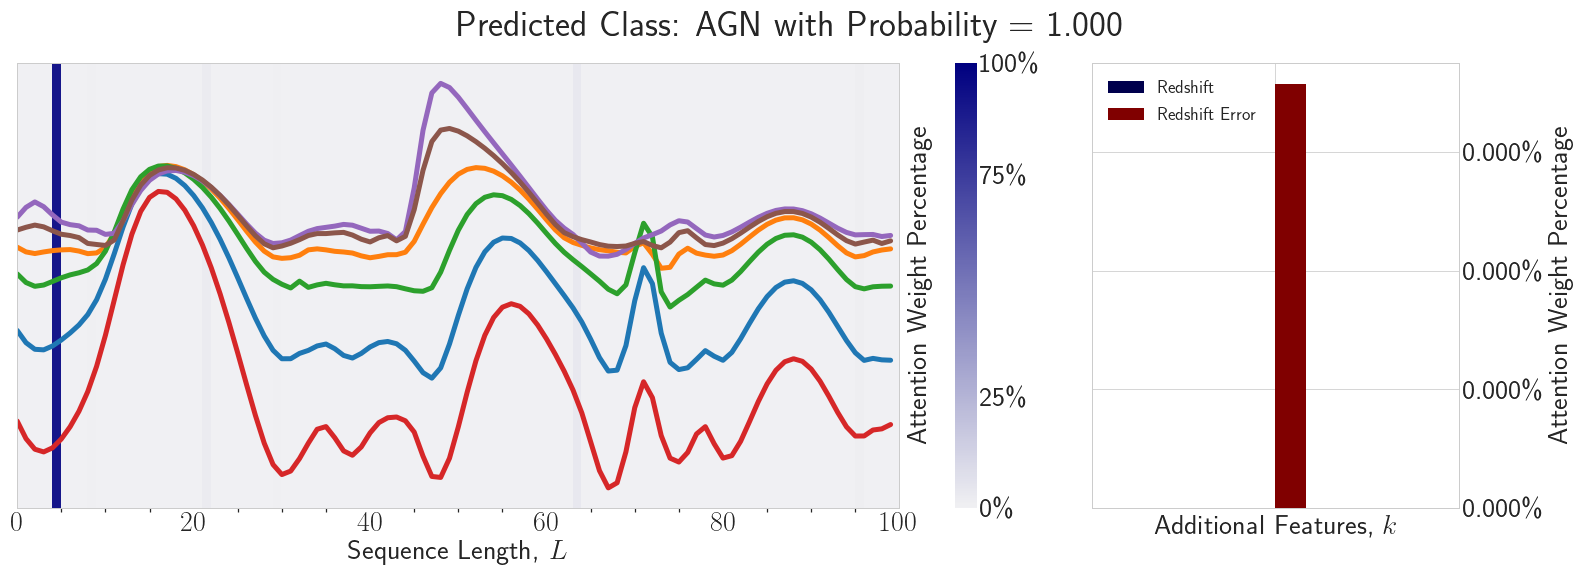 Predicted Class: AGN with Probability = 1.000
100%
75%
25%
0%
Attention Weight Percentage
0 20 40 60 80 100
Sequence Length, L
Redshift
Redshift Error
0.000%
0.000%
0.000%
0.000%
Attention Weight Percentage
Additional Features, k